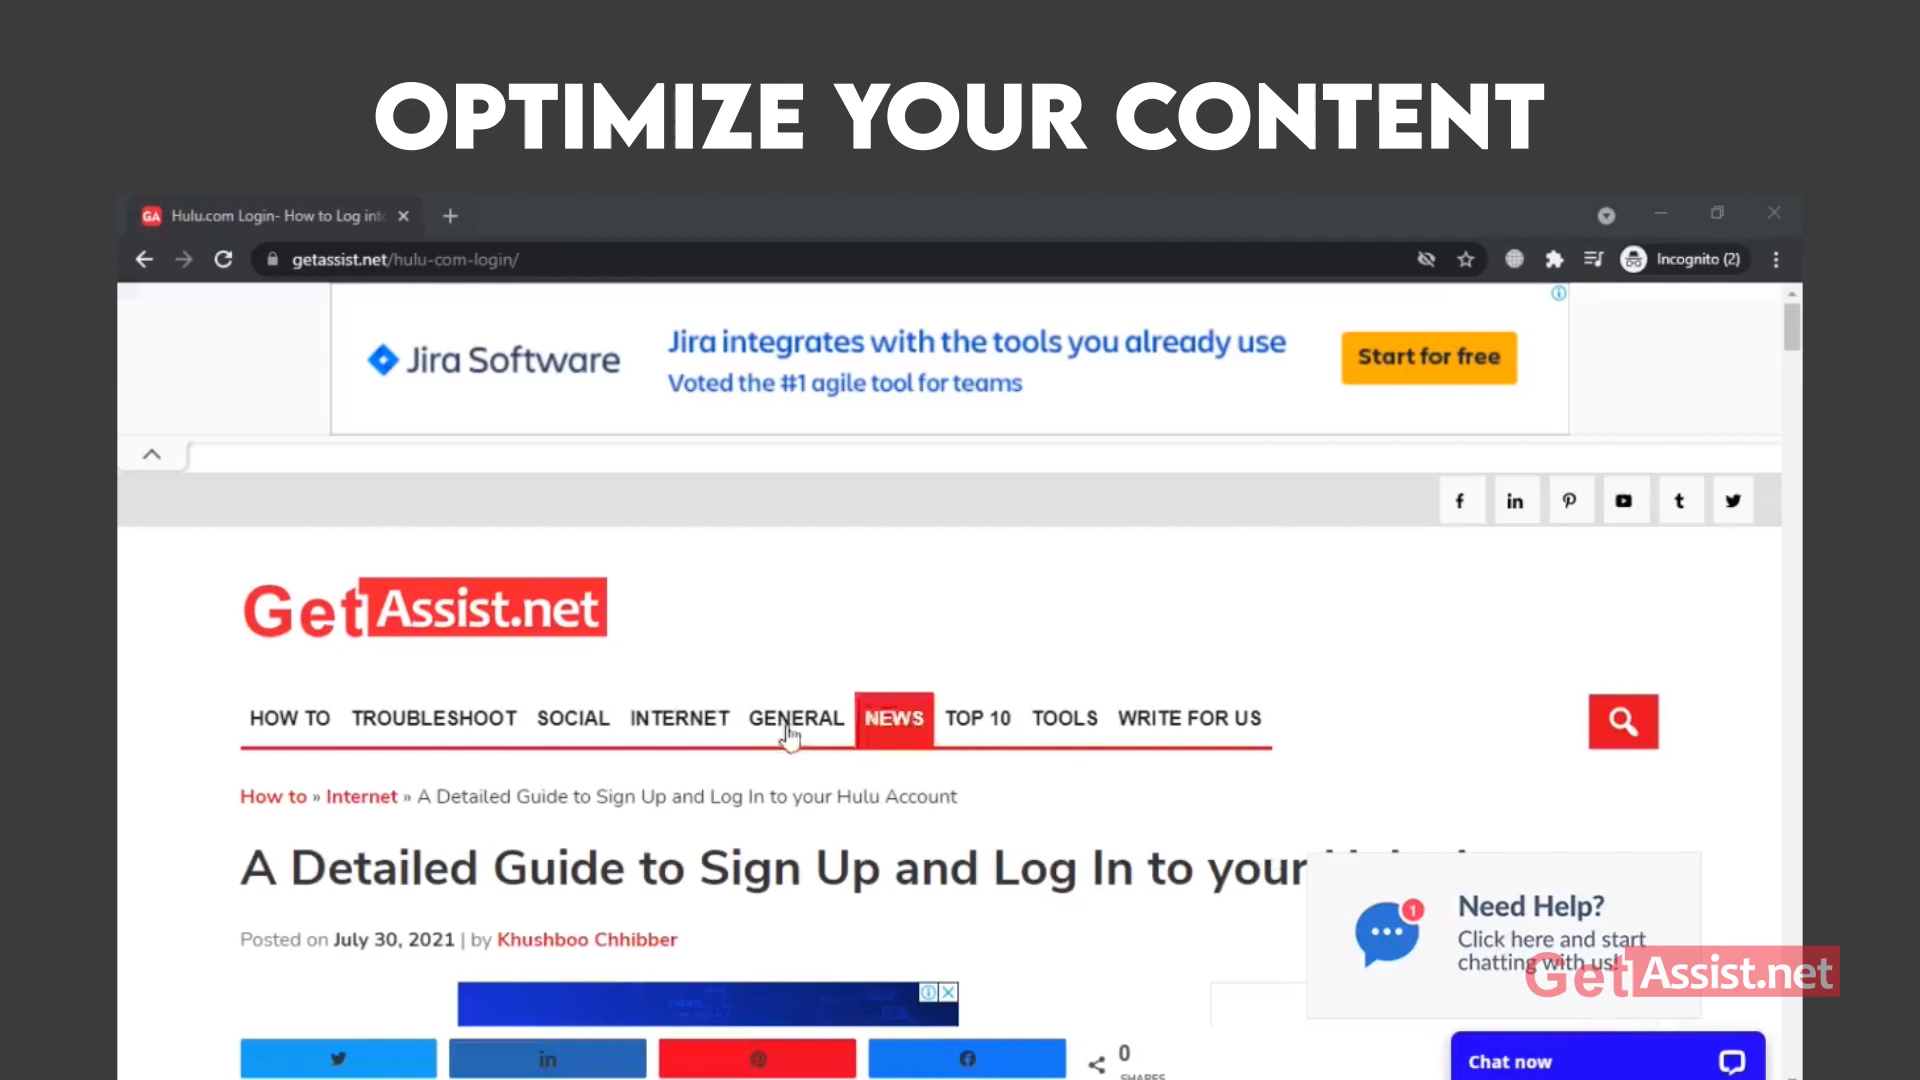 OPTIMIZE YOUR CONTENT
GA Hulu.com Login- How to Log int
getassist.net/hulu-com-login/
Incognito (2)
Jira Software
Jira integrates with the tools you already use
Voted the #1 agile tool for teams
Start for free
GetAssist.net
HOW TO TROUBLESHOOT SOCIAL INTERNET GENERAL NEWS TOP 10 TOOLS WRITE FOR US
How to » Internet » A Detailed Guide to Sign Up and Log In to your Hulu Account
A Detailed Guide to Sign Up and Log In to your
Posted on July 30, 2021 | by Khushboo Chhibber
1
Need Help?
Click here and start
chatting with us!
GetAssist.net
0
SHARES
Chat now